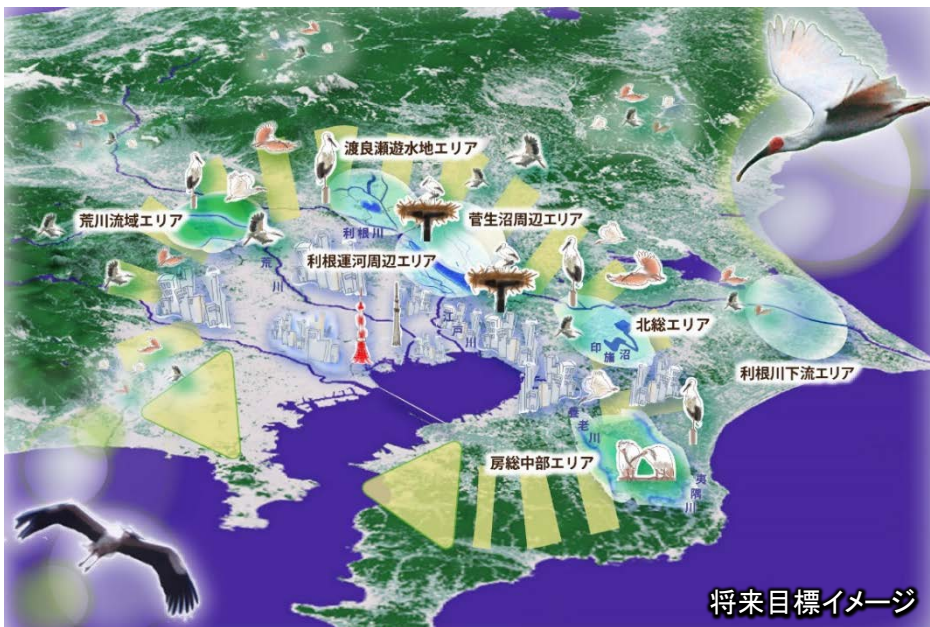 渡良瀬遊水地エリア
荒川流域エリア
菅生沼周辺エリア
利根川
利根運河周辺エリア
荒川
江戸川
北総エリア
印旛沼
利根川下流エリア
養老川
房総中部エリア
夷隅川
将来目標イメージ